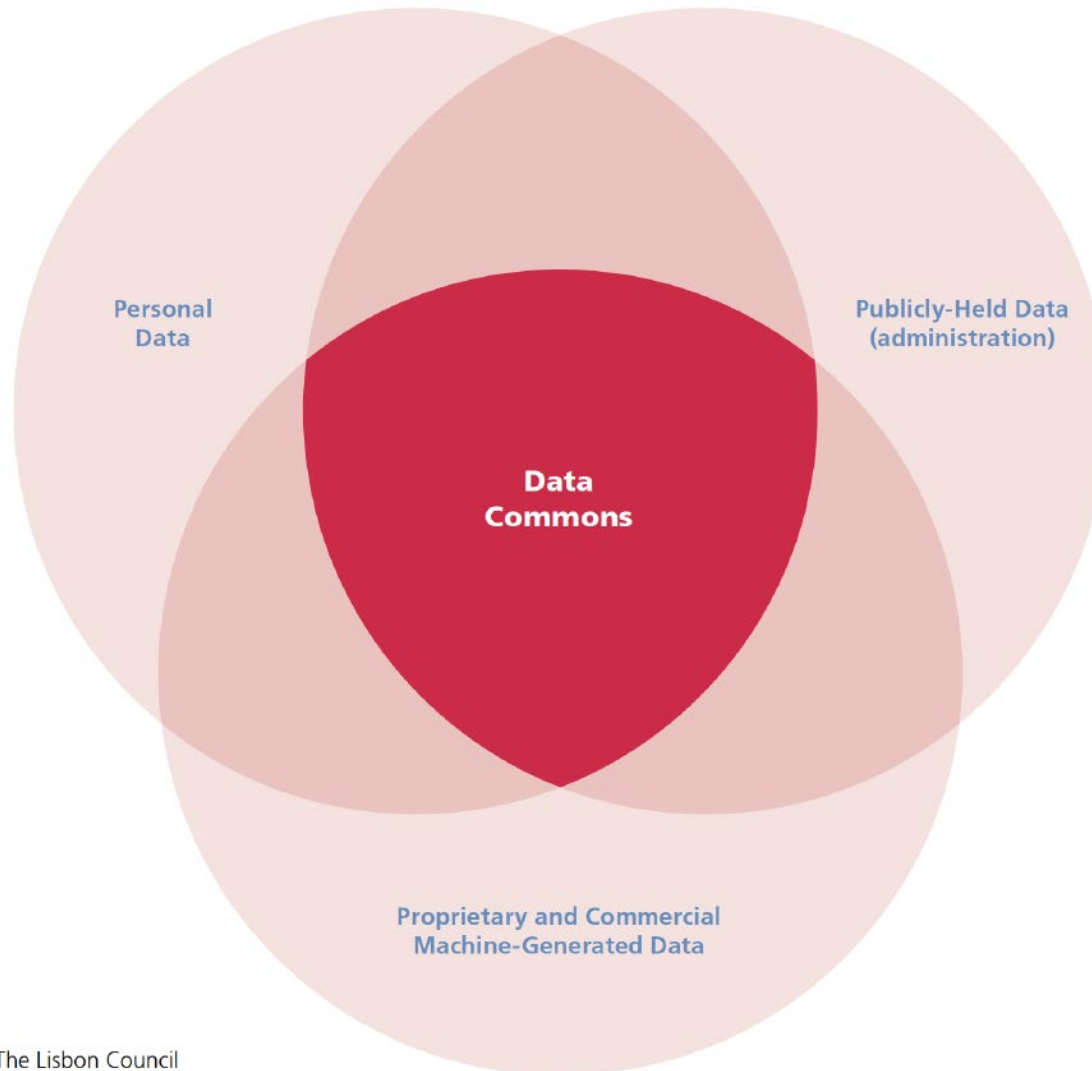 Personal
Data
Publicly-Held Data
(administration)
Data
Commons
Proprietary and Commercial
Machine-Generated Data
The Lisbon Council